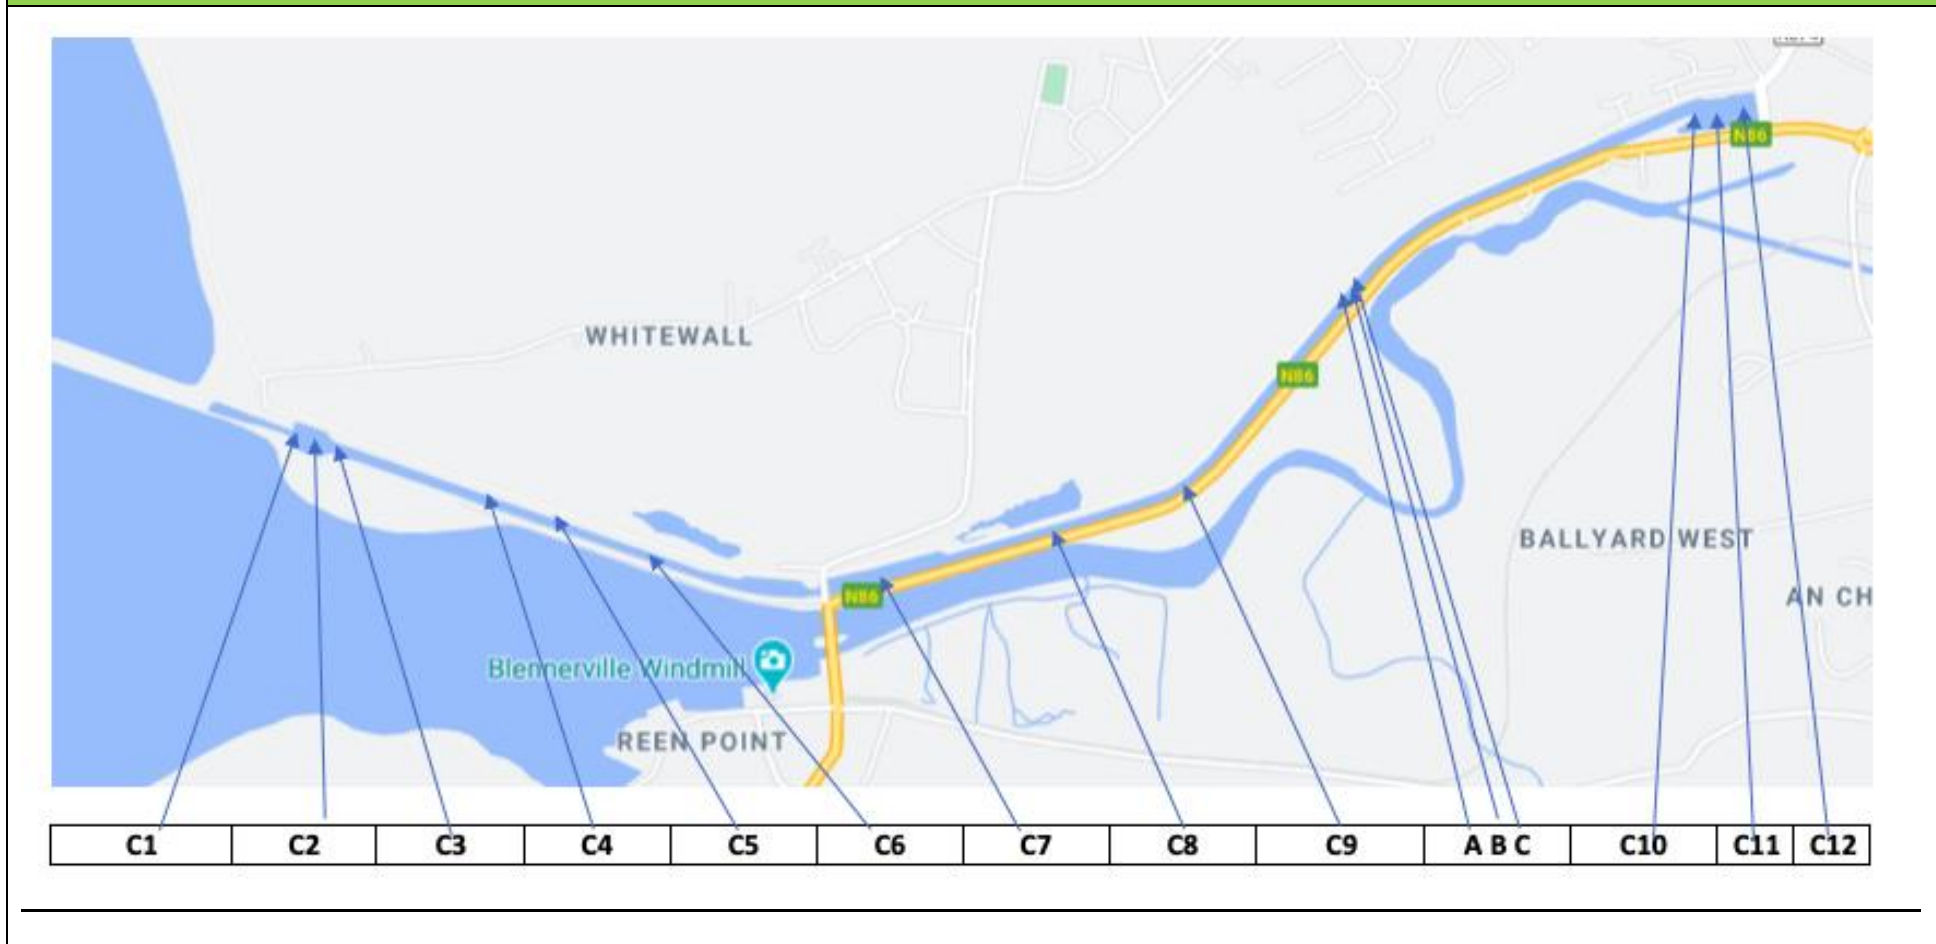 N86
WHITEWALL
N86
BALLYARD WEST
N86
AN CH
Blennerville Windmill
REEN POINT
C1 C2 C3 C4 C5 C6 C7 C8 C9 A B C C10 C11 C12